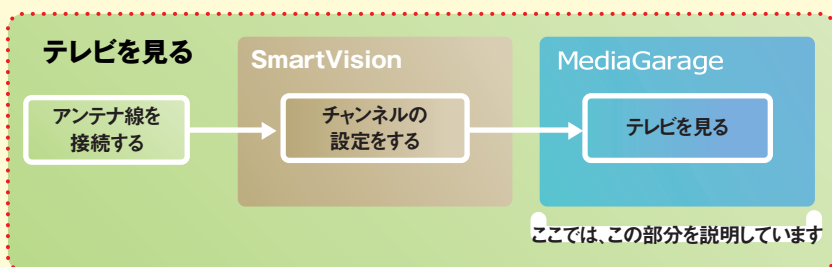 テレビを見る
SmartVision
MediaGarage
アンテナ線を
接続する
チャンネルの
設定をする
テレビを見る
ここでは、この部分を説明しています